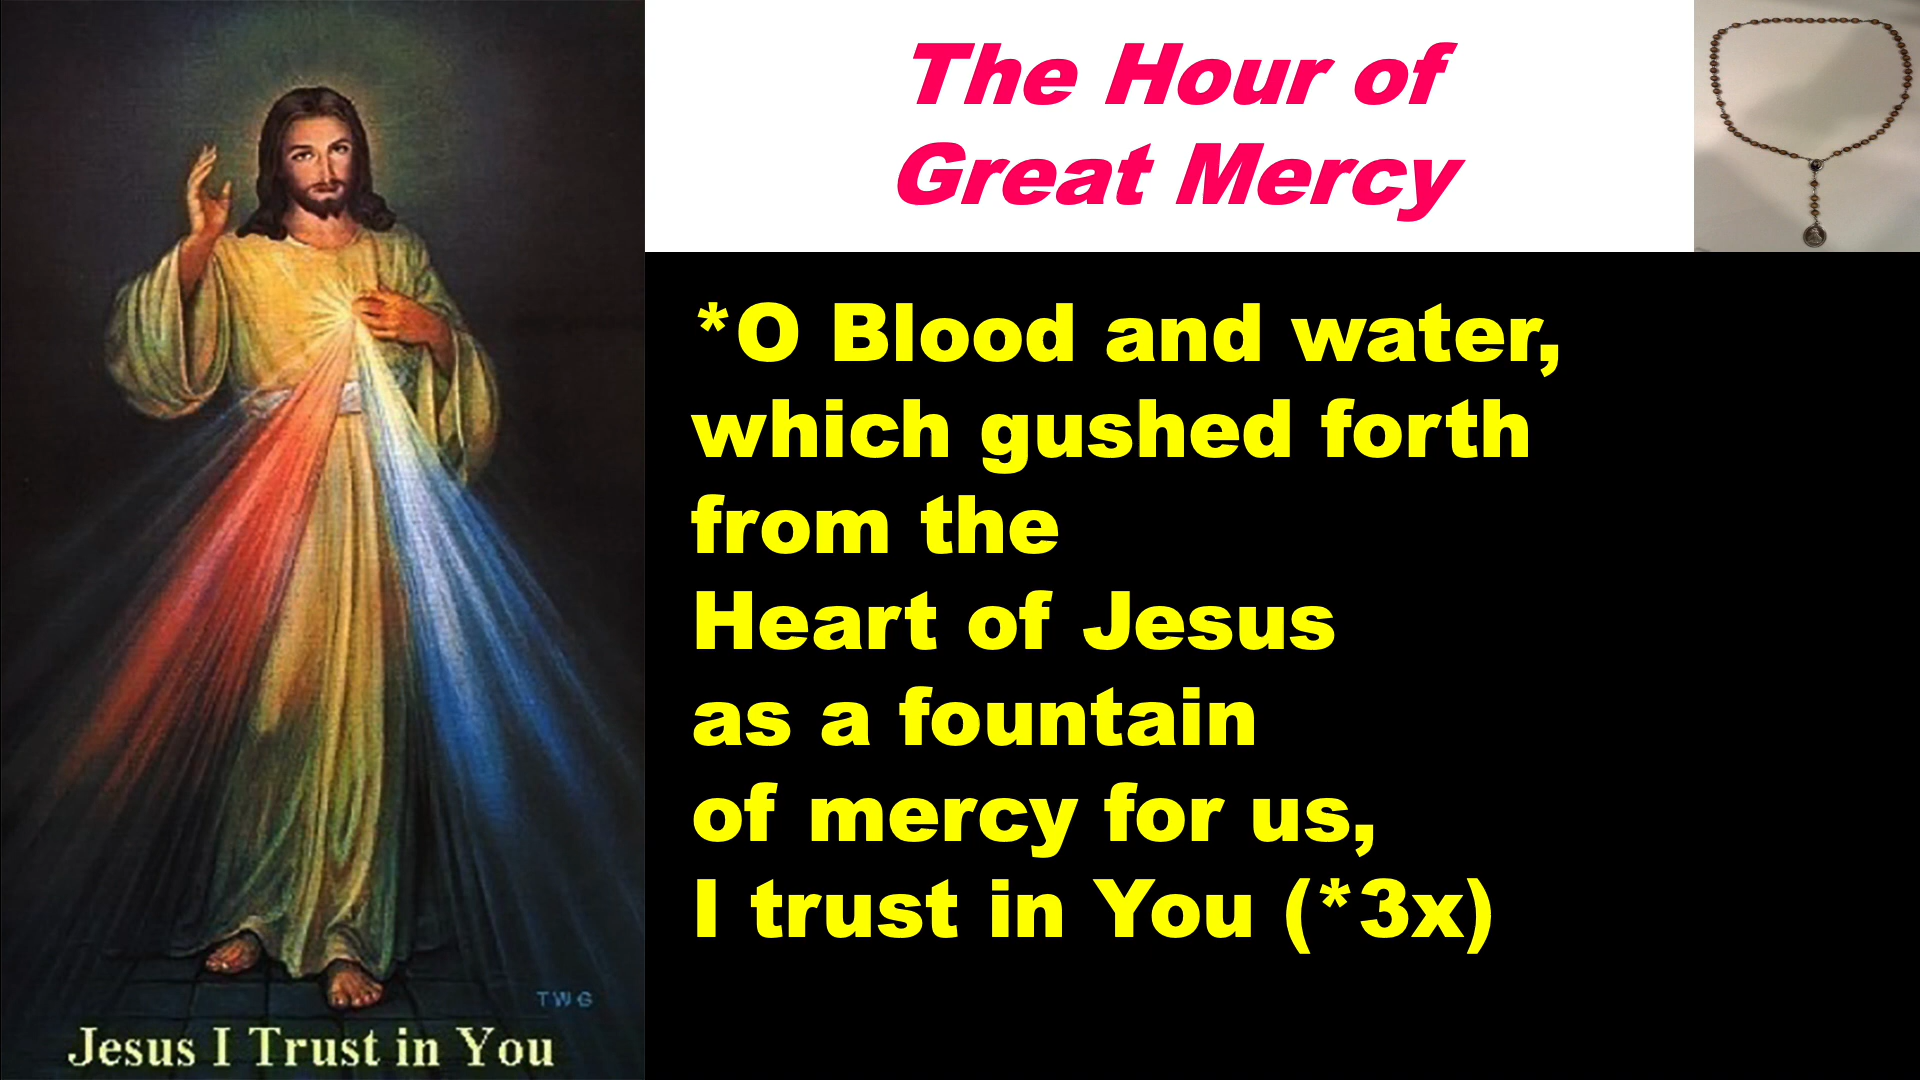 The Hour of
Great Mercy
*O Blood and water,
which gushed forth
from the
Heart of Jesus
as a fountain
of mercy for us,
I trust in You (*3x)
TWG
Jesus I Trust in You